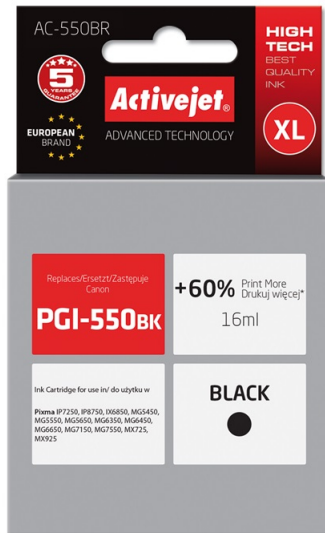 AC-550BR
HIGH
TECH
BEST
QUALITY
INK
5
YEARS
GUARANTEE
Activejet®
EUROPEAN
BRAND
ADVANCED TECHNOLOGY
XL
Replaces/Ersetzt/Zastępuje
Canon
PGI-550BK
+60% Print More
Drukuj więcej*
16ml
Ink Cartridge for use in/ do użytku w
Pixma IP7250, IP8750, IX6850, MG5450,
MG5550, MG5650, MG6350, MG6450,
MG6650, MG7150, MG7550, MX725,
MX925
BLACK